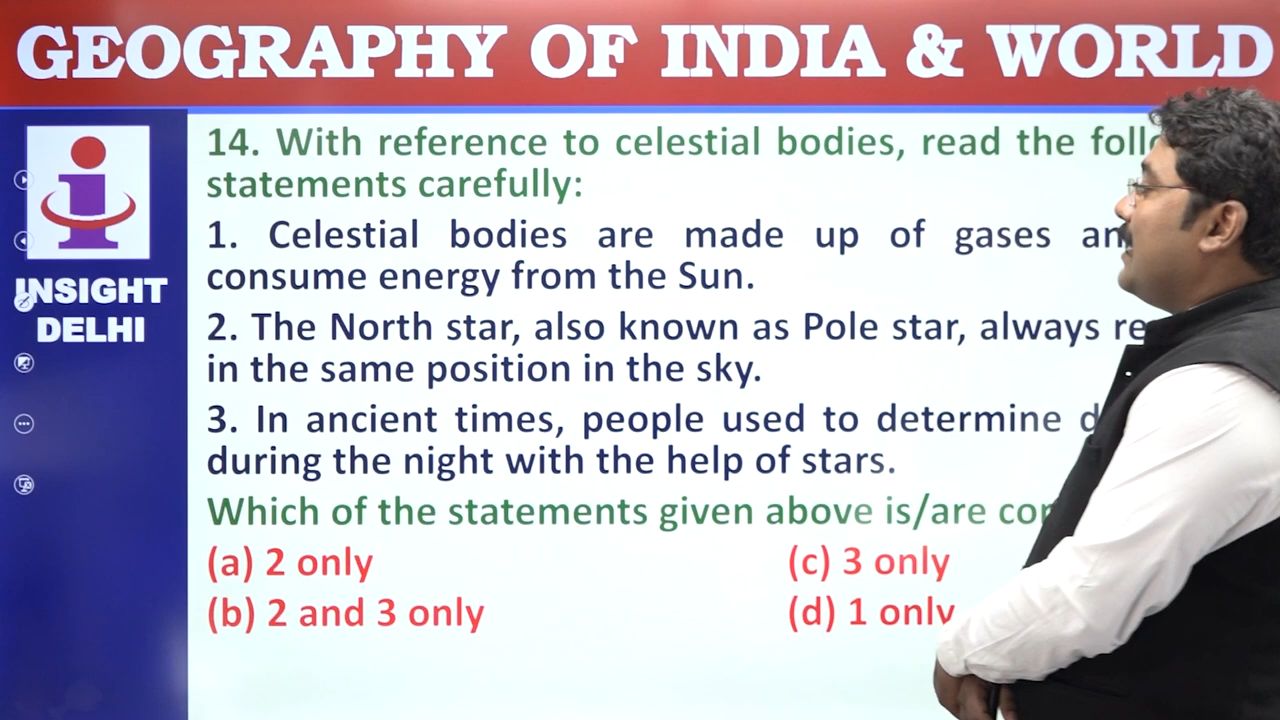 GEOGRAPHY OF INDIA & WORLD
INSIGHT
DELHI
14. With reference to celestial bodies, read the
statements carefully:
1. Celestial bodies are made up of gases
consume energy from the Sun.
2. The North star, also known as Pole star, always
in the same position in the sky.
3. In ancient times, people used to determine
during the night with the help of stars.
Which of the statements given above is/are
(a) 2 only
(c) 3 only
(b) 2 and 3 only
(d) 1 only